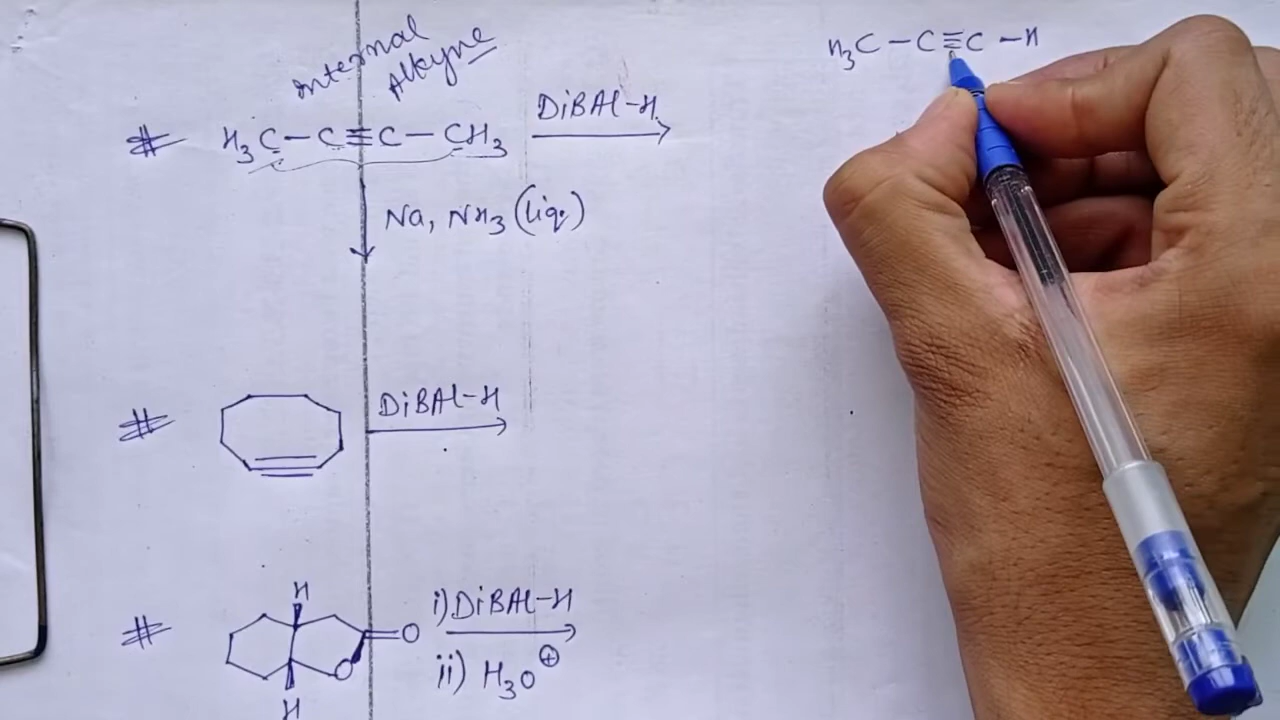 Internal
Alkyne
H3C-C≡C-H
# H3C-C≡C-CH3 DiBAl-H
Na, NH3 (liq.)
# DiBAl-H
# H O i) DiBAl-H
O ii) H3O⊕
H